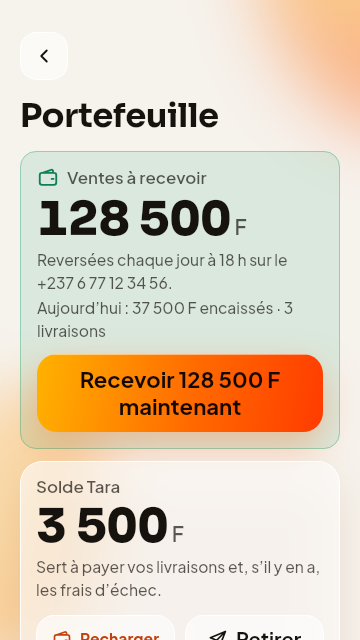 Portefeuille
Ventes à recevoir
128 500 F
Reversées chaque jour à 18 h sur le
+237 6 77 12 34 56.
Aujourd’hui : 37 500 F encaissés · 3
livraisons
Recevoir 128 500 F
maintenant
Solde Tara
3 500 F
Sert à payer vos livraisons et, s’il y en a,
les frais d’échec.
Recharger
Retirer